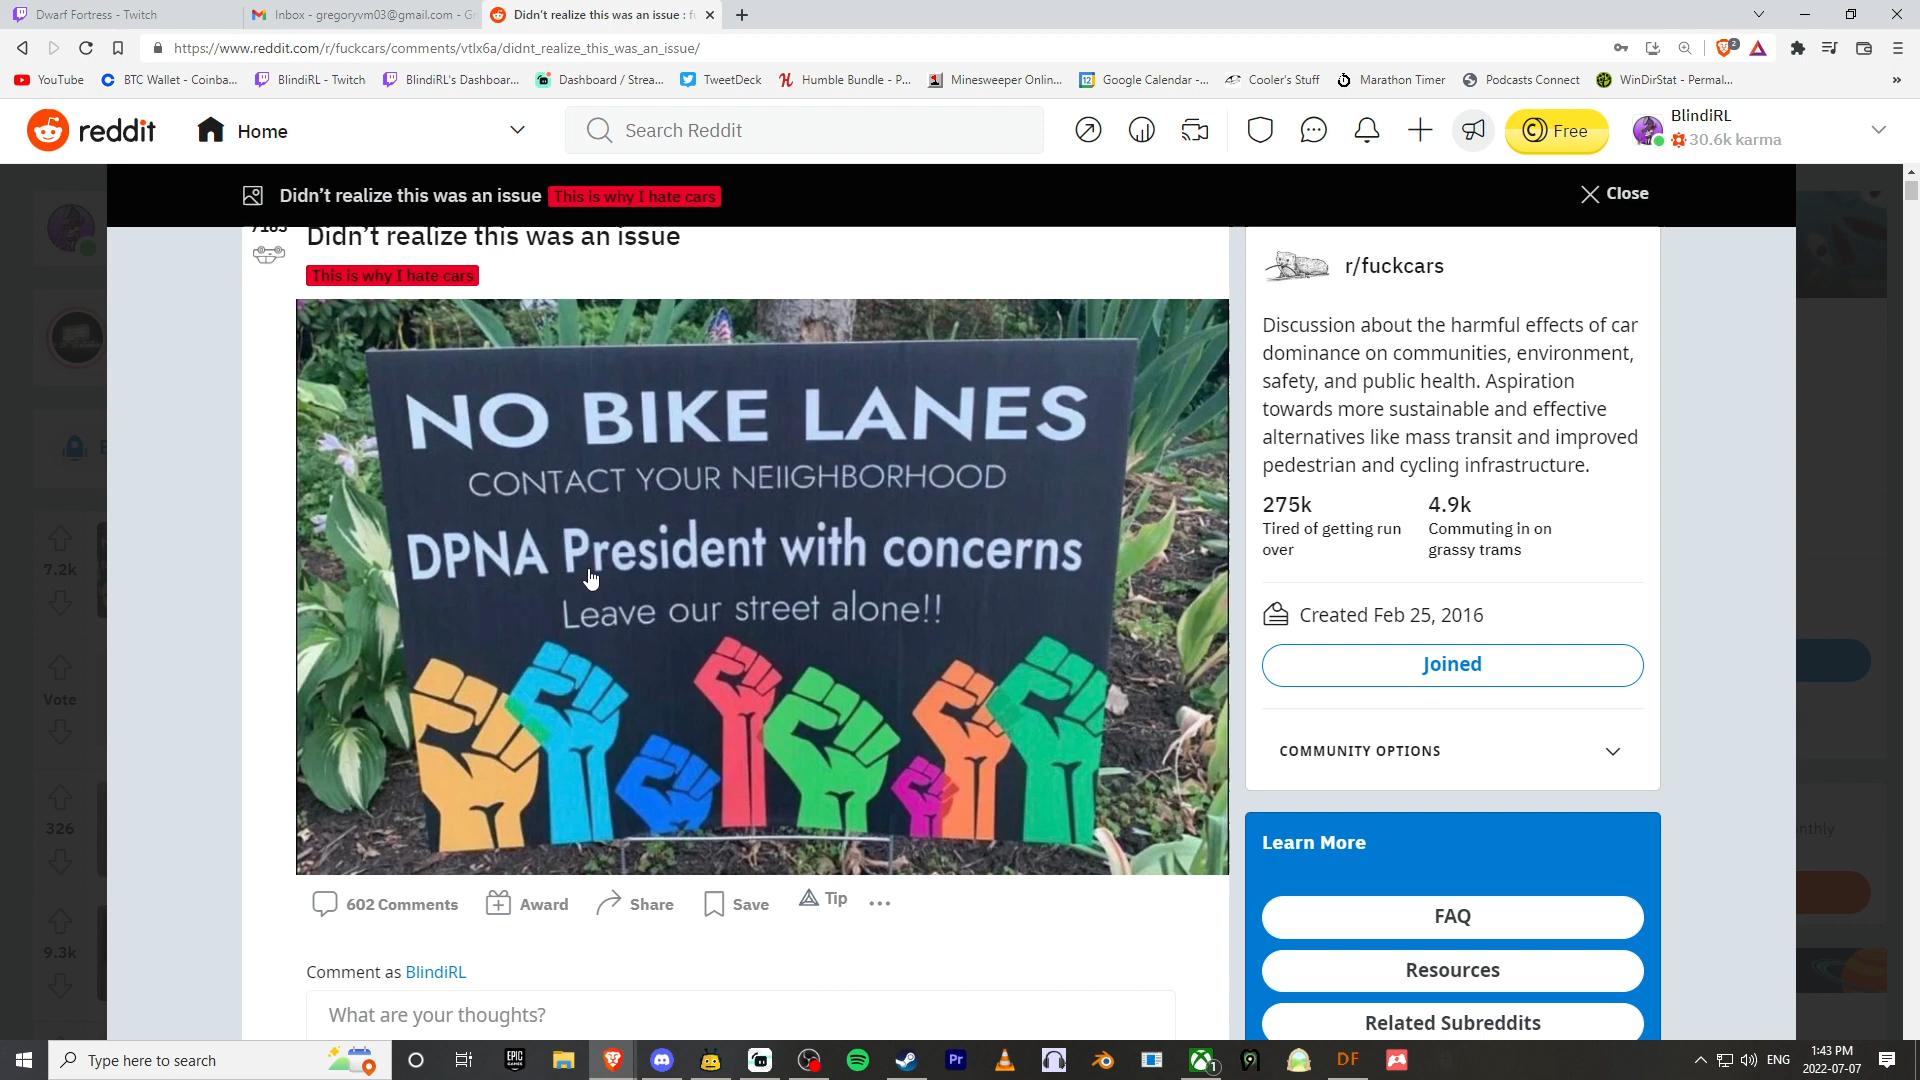 Dwarf Fortress - Twitch
Inbox - gregoryvm03@gmail.com - G
Didn't realize this was an issue : f
https://www.reddit.com/r/fuckcars/comments/vtlx6a/didnt_realize_this_was_an_issue/
2
YouTube
BTC Wallet - Coinba...
BlindiRL - Twitch
BlindiRL's Dashboar...
Dashboard / Strea...
TweetDeck
Humble Bundle - P...
Minesweeper Onlin...
Google Calendar -...
Cooler's Stuff
Marathon Timer
Podcasts Connect
WinDirStat - Permal...
reddit
Home
Search Reddit
Free
BlindiRL
30.6k karma
Didn't realize this was an issue This is why I hate cars
Close
7183
Didn't realize this was an issue
This is why I hate cars
NO BIKE LANES
CONTACT YOUR NEIIGHBORHOOD
DPNA President with concerns
Leave our street alone!!
602 Comments
Award
Share
Save
Tip
Comment as BlindiRL
What are your thoughts?
7.2k
Vote
326
9.3k
r/fuckcars
Discussion about the harmful effects of car
dominance on communities, environment,
safety, and public health. Aspiration
towards more sustainable and effective
alternatives like mass transit and improved
pedestrian and cycling infrastructure.
275k
Tired of getting run
over
4.9k
Commuting in on
grassy trams
Created Feb 25, 2016
Joined
COMMUNITY OPTIONS
Learn More
FAQ
Resources
Related Subreddits
Type here to search
EPIC
GAMES
Pr
1
DF
ENG
1:43 PM
2022-07-07